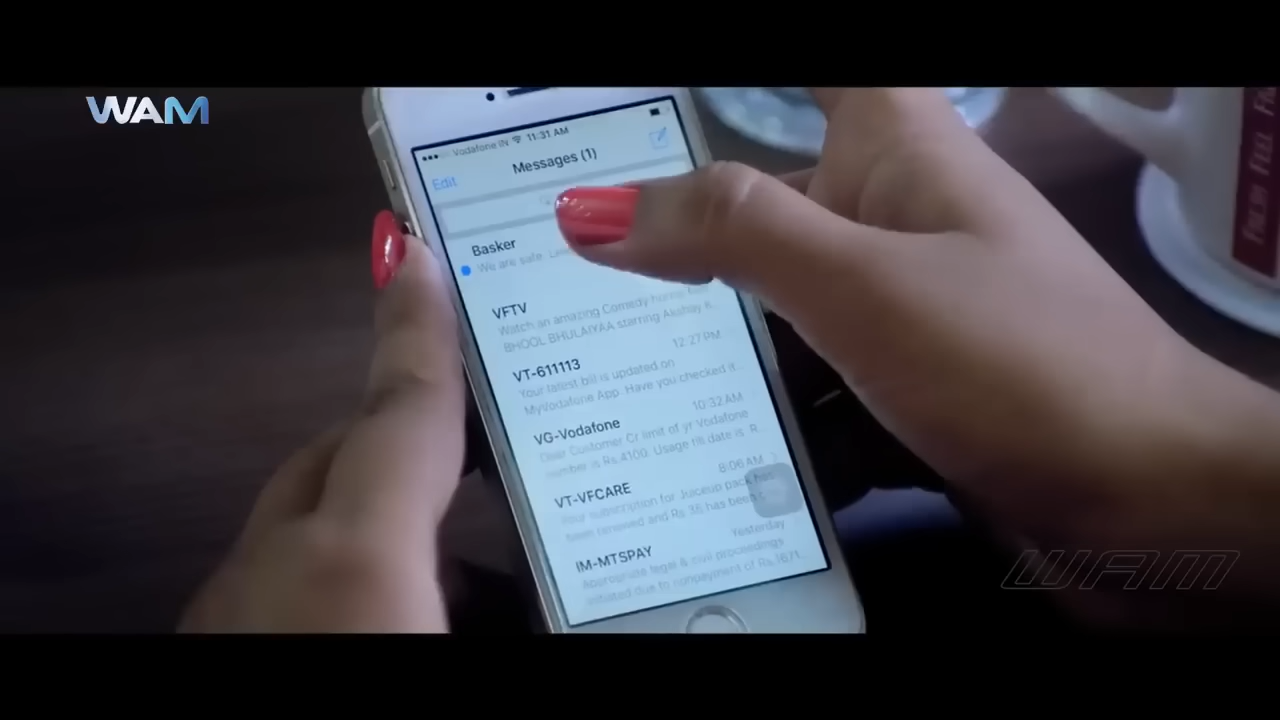 WAM
Vodafone IN 11:31 AM
Messages (1)
Edit
Basker
We are safe.
VFTV
Watch an amazing Comedy
BHOOL BHULAIYAA starring Akshay K...
VT-611113 12:27 PM
Your latest bill is updated on
MyVodafone App. Have you checked it...
VG-Vodafone 10:32 AM
Dear Customer Cr limit of yr Vodafone
number is Rs.4100. Usage till date is R...
VT-VFCARE 8:06 AM
Your subscription for Juiceup pack has
been renewed and Rs 36 has been
IM-MTSPAY Yesterday
Appropriate legal & civil proceedings
initiated due to nonpayment of Rs.1671...
FEEL
WAM